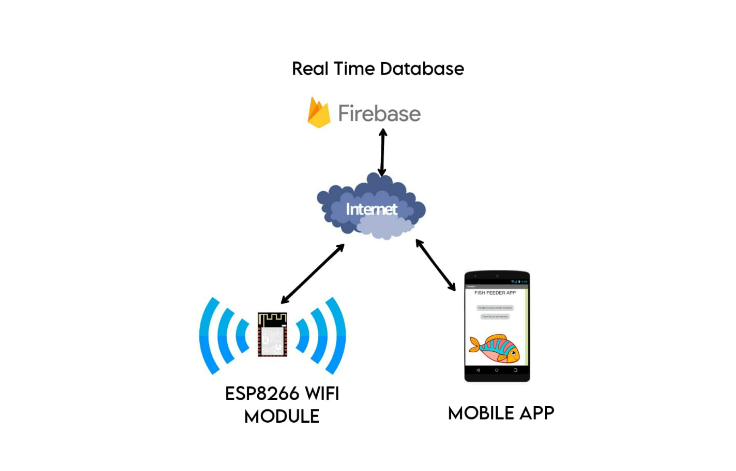 Real Time Database
Firebase
Internet
FISH FEEDER APP
ESP8266 WIFI
MODULE
MOBILE APP